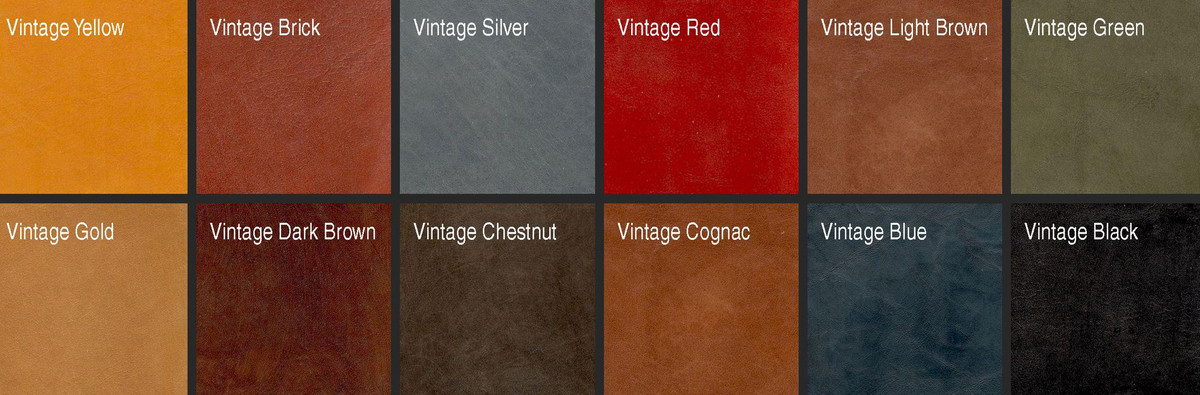 Vintage Yellow
Vintage Brick
Vintage Silver
Vintage Red
Vintage Light Brown
Vintage Green
Vintage Gold
Vintage Dark Brown
Vintage Chestnut
Vintage Cognac
Vintage Blue
Vintage Black